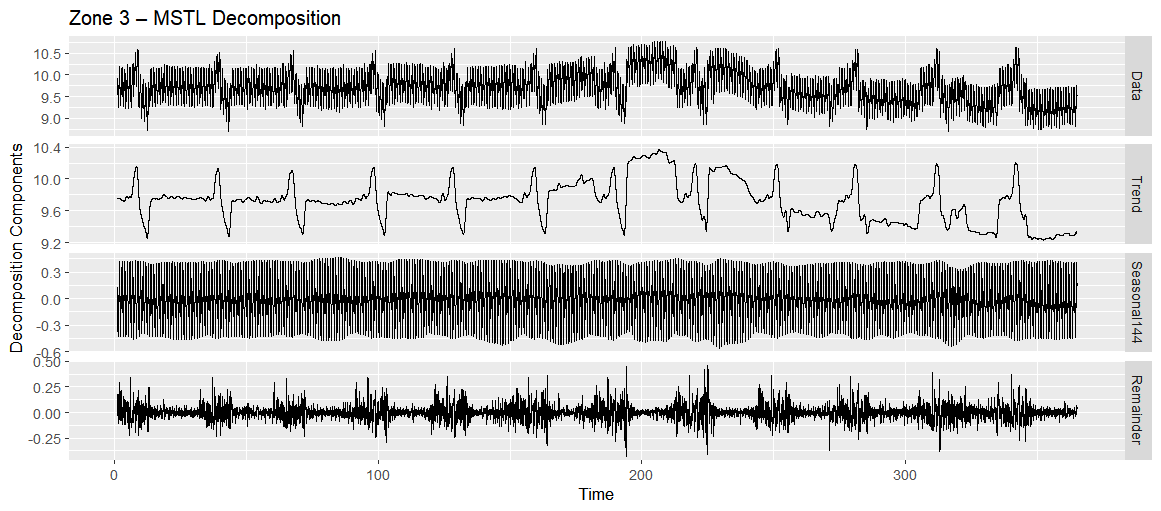 Zone 3 – MSTL Decomposition
Decomposition Components
10.5
10.0
9.5
9.0
Data
10.4
10.0
9.6
9.2
Trend
0.3
0.0
-0.3
-0.6
Seasonal144
0.50
0.25
0.00
-0.25
Remainder
0
100
200
300
Time